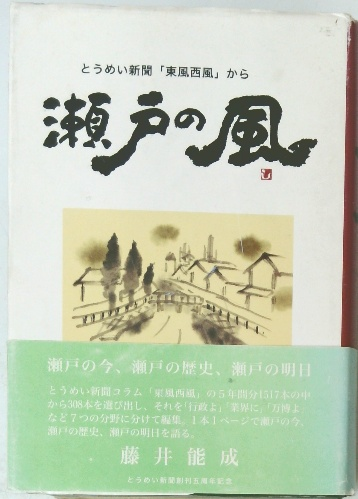 とうめい新聞「東風西風」から
瀬戸の風
瀬戸の今、瀬戸の歴史、瀬戸の明日
とうめい新聞コラム「東風西風」の5年間分1517本の中
から308本を選び出し、それを「行政よ」「業界に」「万博よ」
など7つの分野に分けて編集。1本1ページで瀬戸の今、
瀬戸の歴史、瀬戸の明日を語る。
藤井能成
とうめい新聞創刊五周年記念